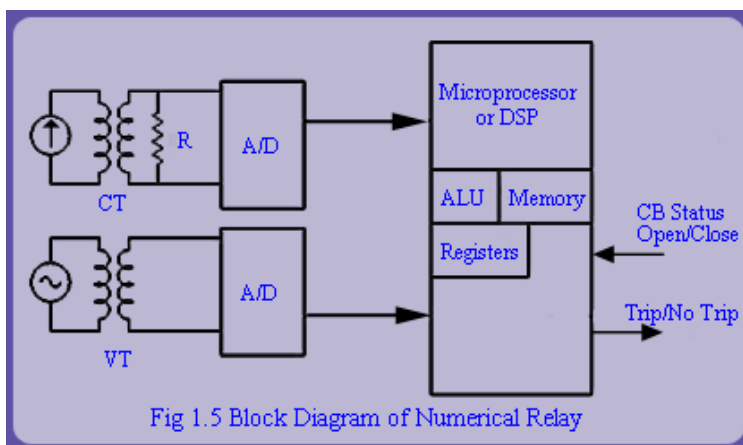 R
A/D
CT
A/D
VT
Microprocessor
or DSP
ALU
Memory
Registers
CB Status
Open/Close
Trip/No Trip
Fig 1.5 Block Diagram of Numerical Relay